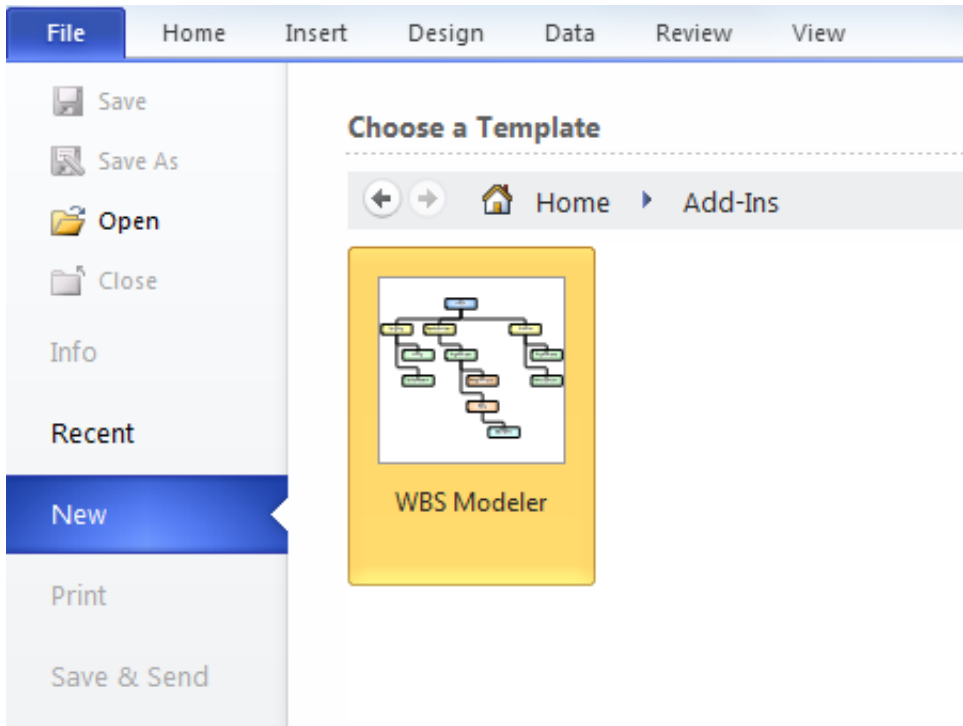 File Home Insert Design Data Review View
Save
Save As
Open
Close
Info
Recent
New
Print
Save & Send
Choose a Template
Home Add-Ins
WBS Modeler